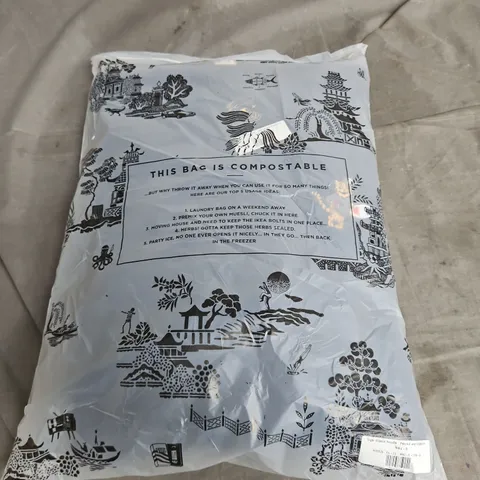 THIS BAG IS COMPOSTABLE
...BUT WHY THROW IT AWAY WHEN YOU CAN USE IT FOR SO MANY THINGS!
HERE ARE OUR TOP 5 USAGE IDEAS:
1. LAUNDRY BAG ON A WEEKEND AWAY
2. PREMIX YOUR OWN MUESLI, CHUCK IT IN HERE
3. MOVING HOUSE AND NEED TO KEEP THE IKEA BOLTS IN ONE PLACE...
4. HERBS! GOTTA KEEP THOSE HERBS SEALED
5. PARTY ICE, NO ONE EVER OPENS IT NICELY... IN THEY GO... THEN BACK
IN THE FREEZER